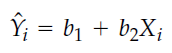 Ŷᵢ = b₁ + b₂Xᵢ